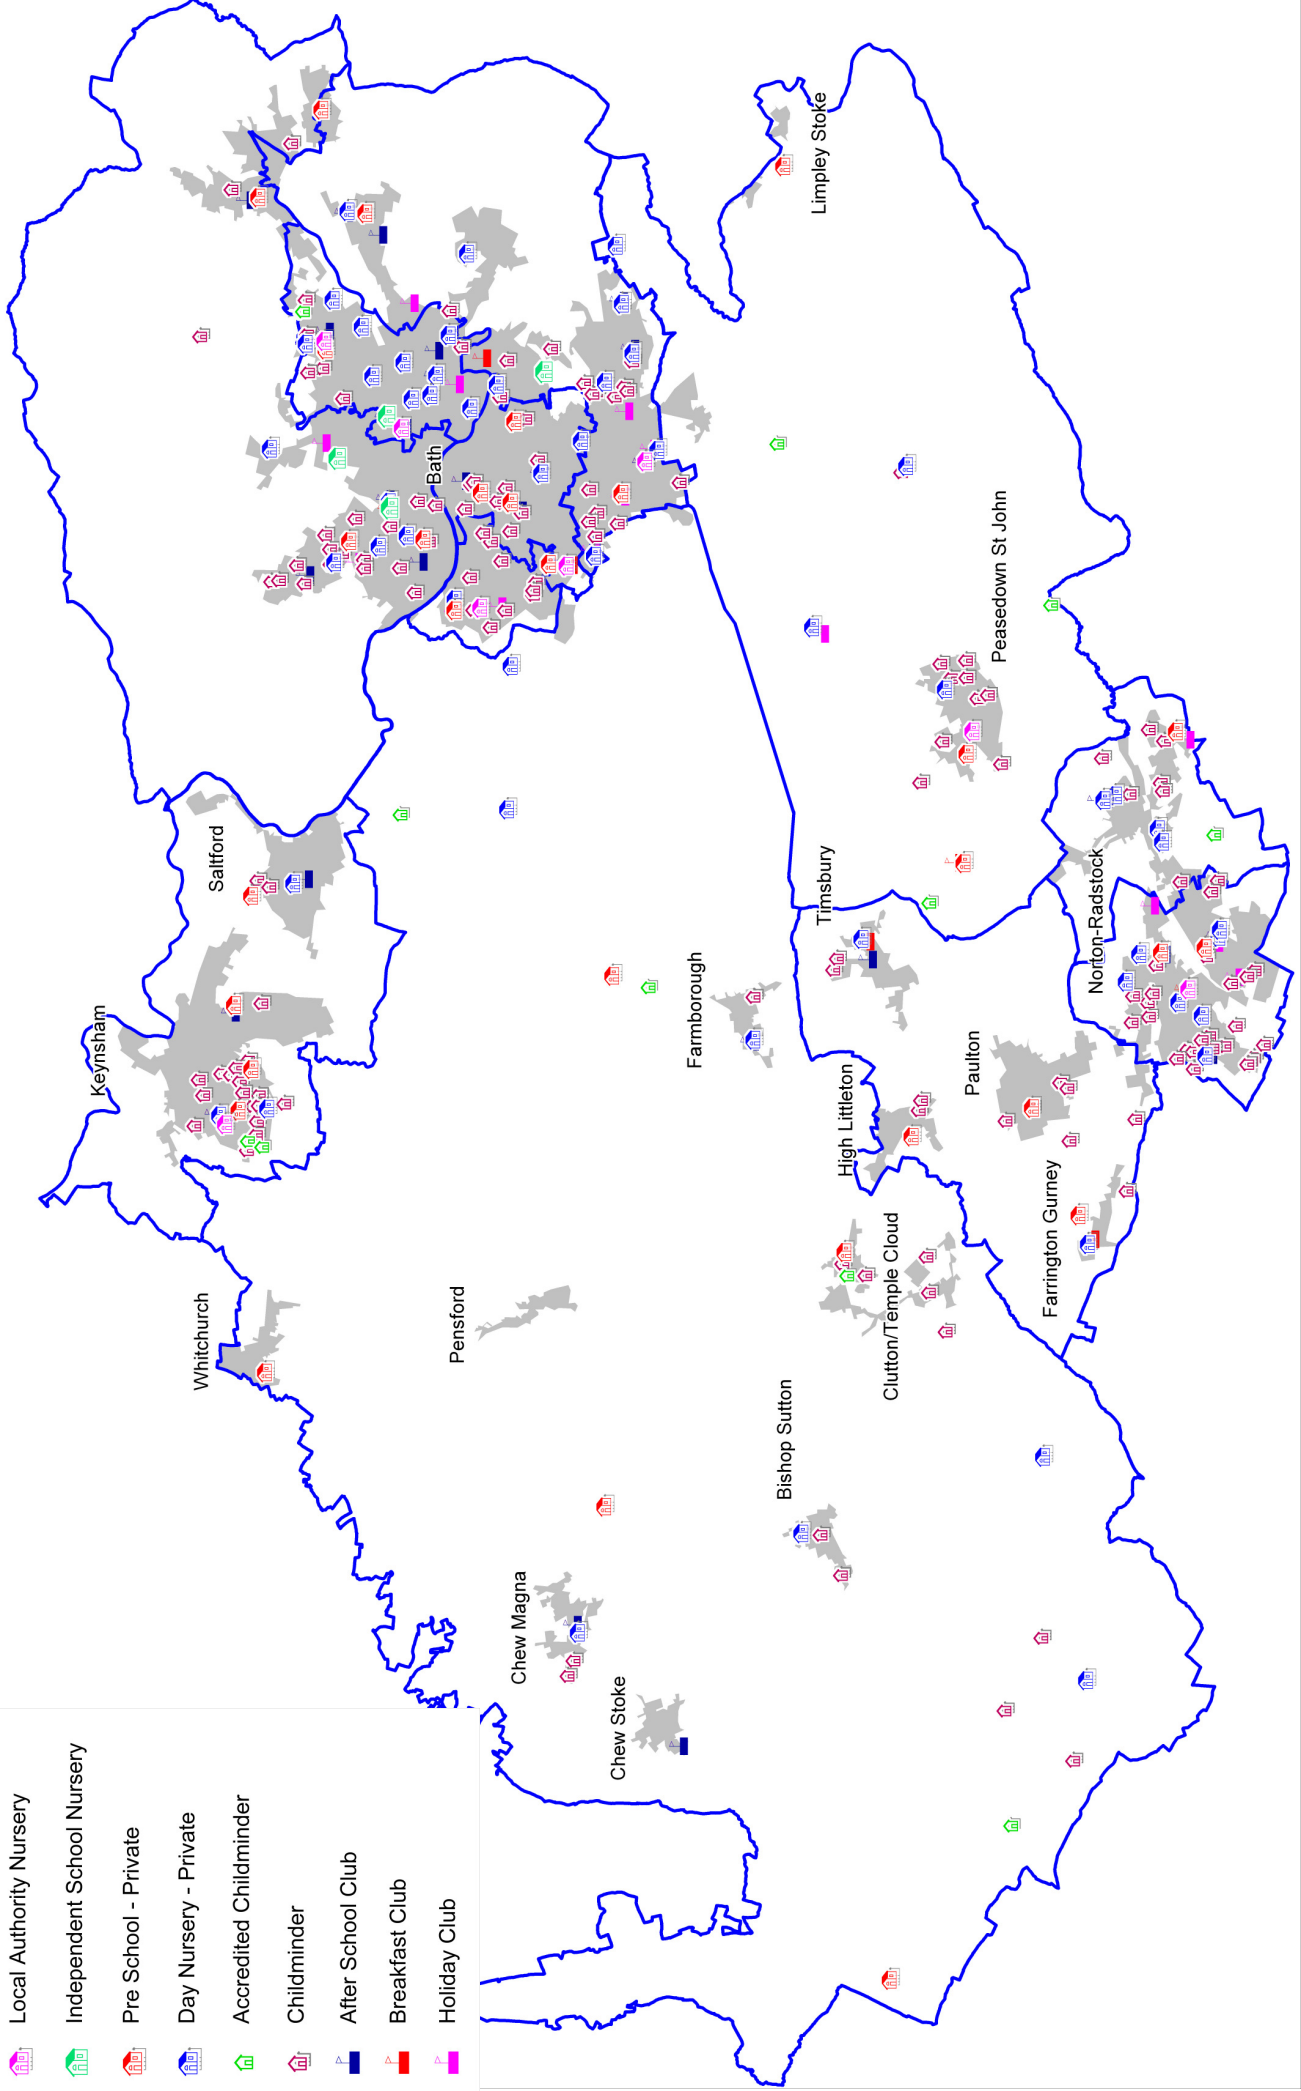 Local Authority Nursery
Independent School Nursery
Pre School - Private
Day Nursery - Private
Accredited Childminder
Childminder
After School Club
Breakfast Club
Holiday Club
Whitchurch
Keynsham
Saltford
Bath
Pensford
Chew Magna
Chew Stoke
Farmborough
Bishop Sutton
Limpley Stoke
Timsbury
High Littleton
Clutton/Temple Cloud
Paulton
Peasedown St John
Farrington Gurney
Norton-Radstock